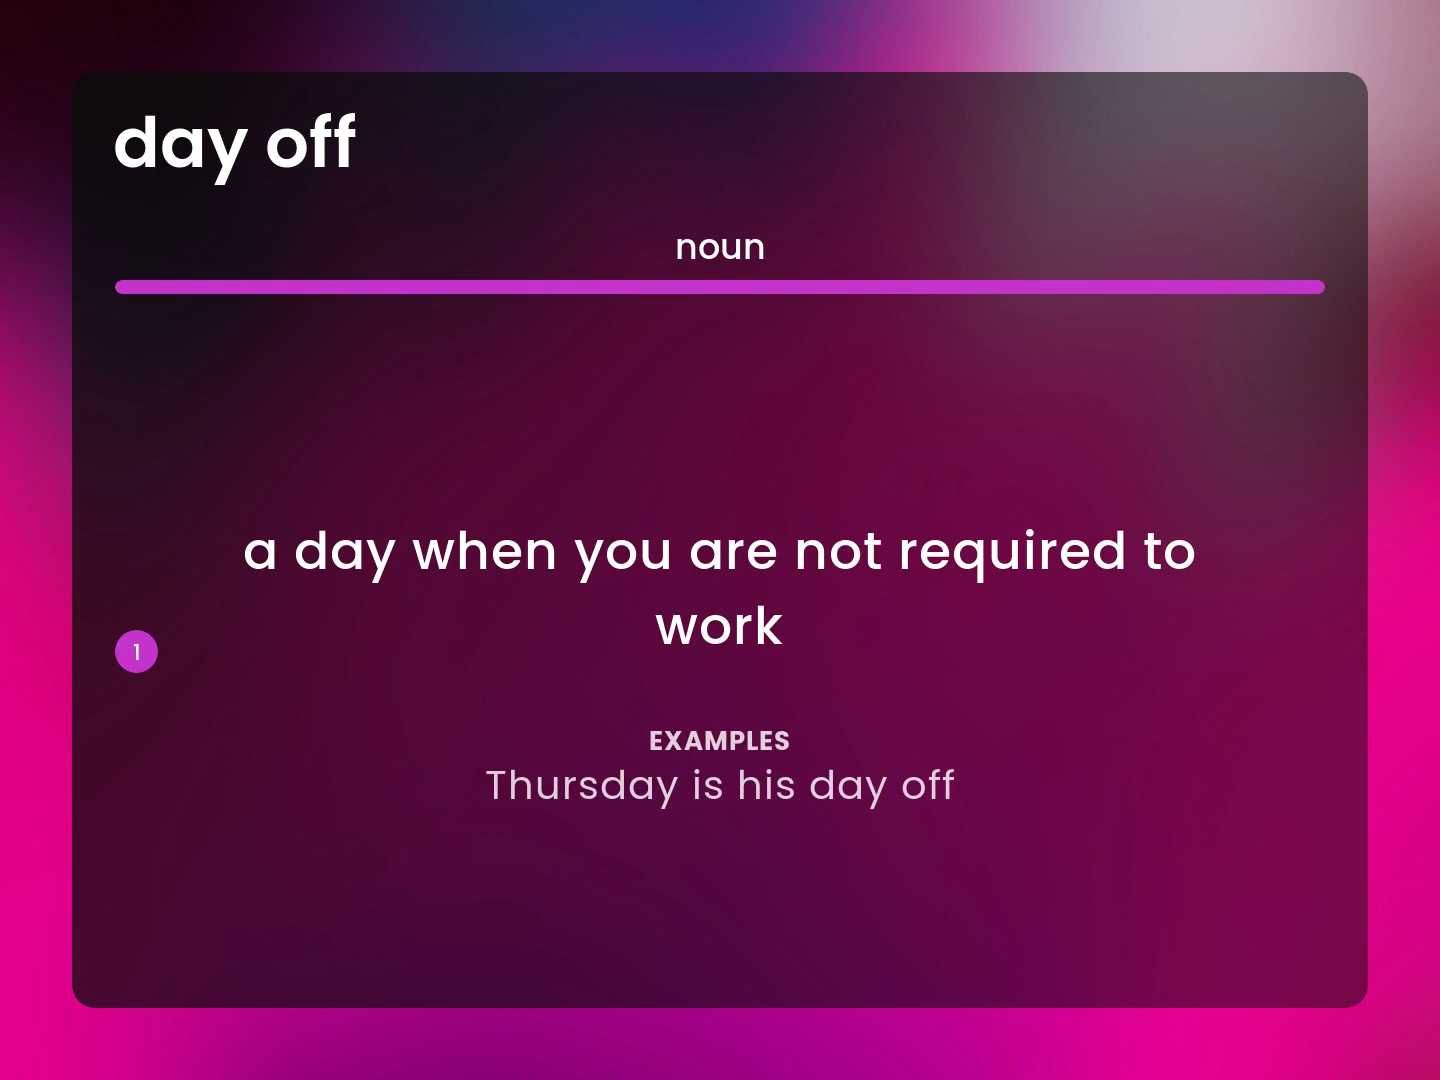 day off
noun
a day when you are not required to
work
1
EXAMPLES
Thursday is his day off